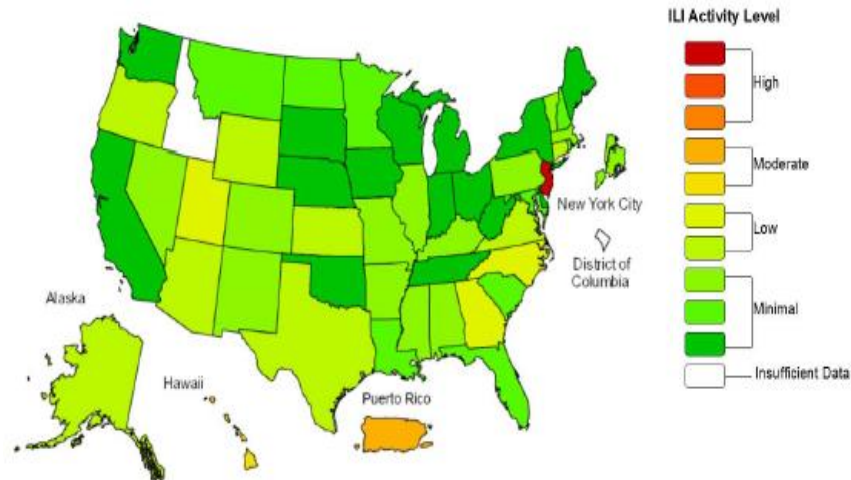 ILI Activity Level
High
Moderate
Low
Minimal
Insufficient Data
New York City
District of
Columbia
Alaska
Hawaii
Puerto Rico